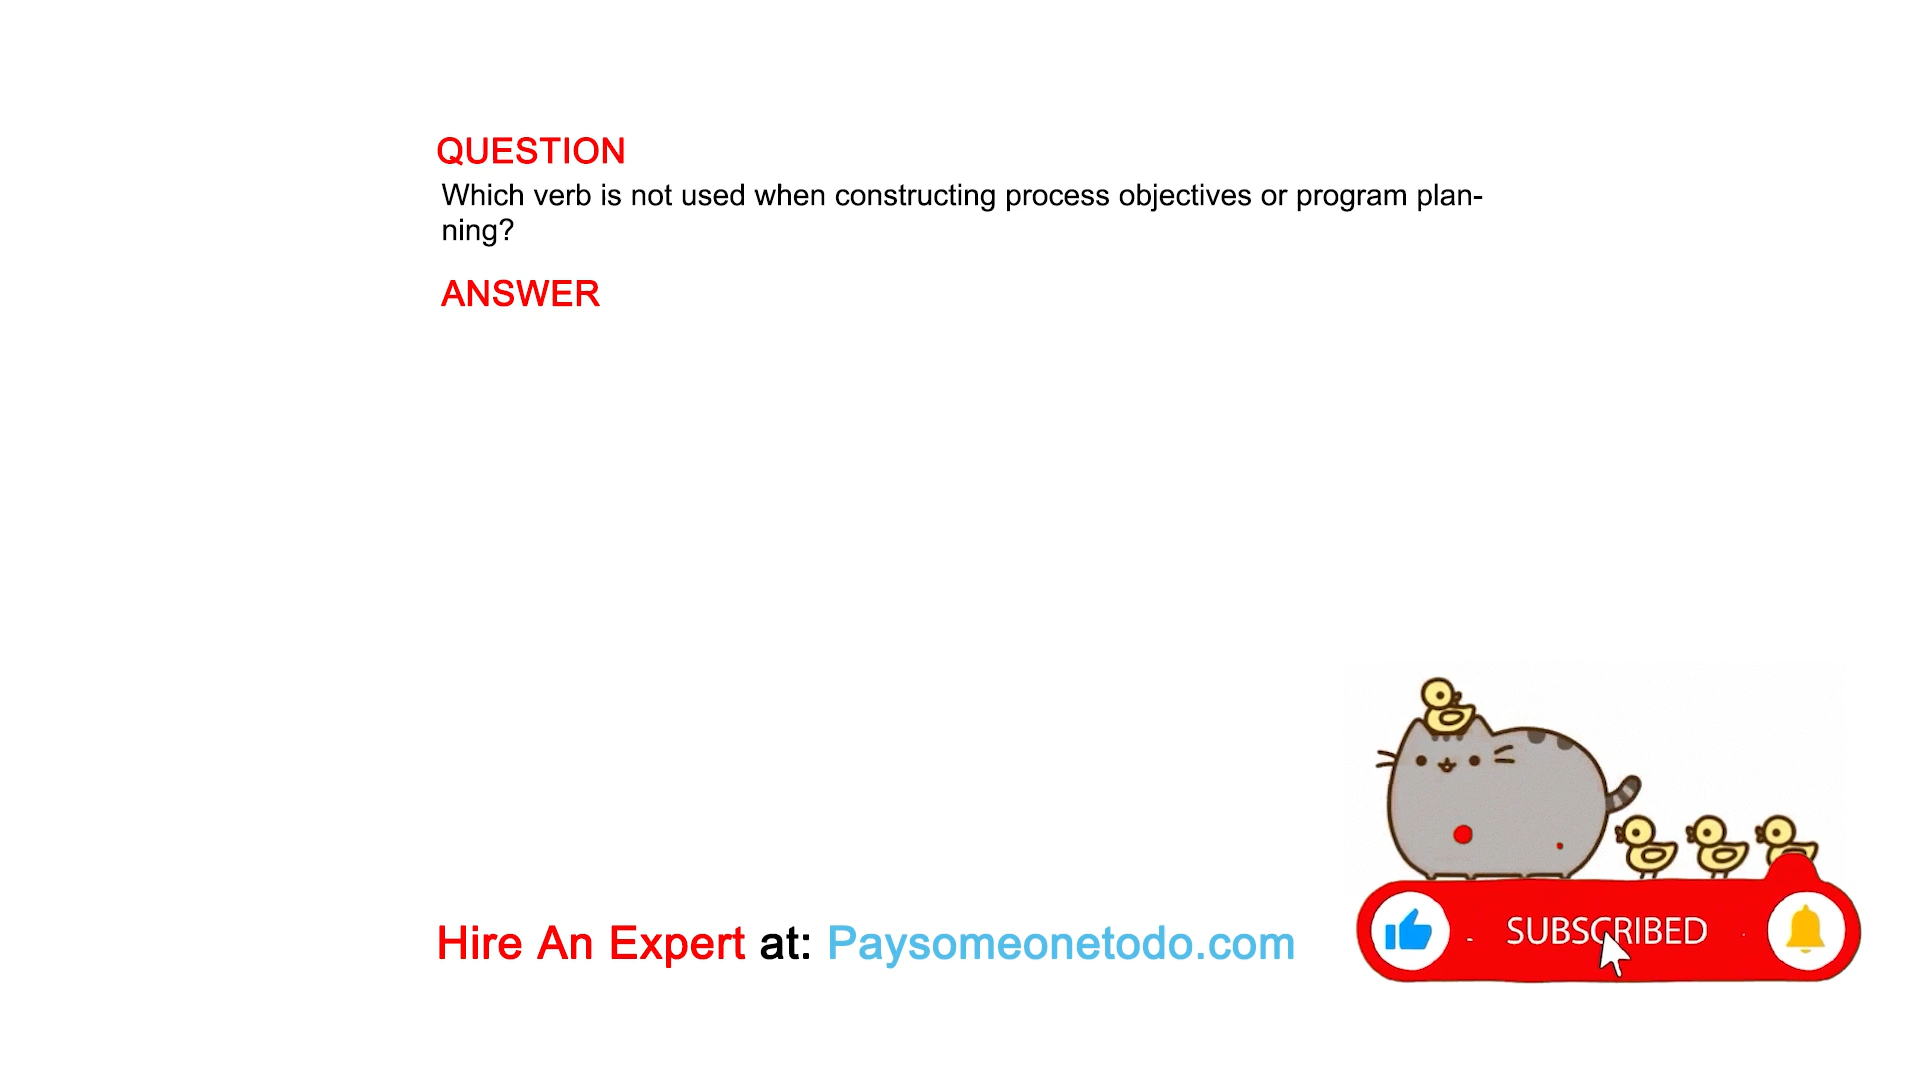 QUESTION
Which verb is not used when constructing process objectives or program plan-
ning?
ANSWER
Hire An Expert at: Paysomeonetodo.com
SUBSCRIBED